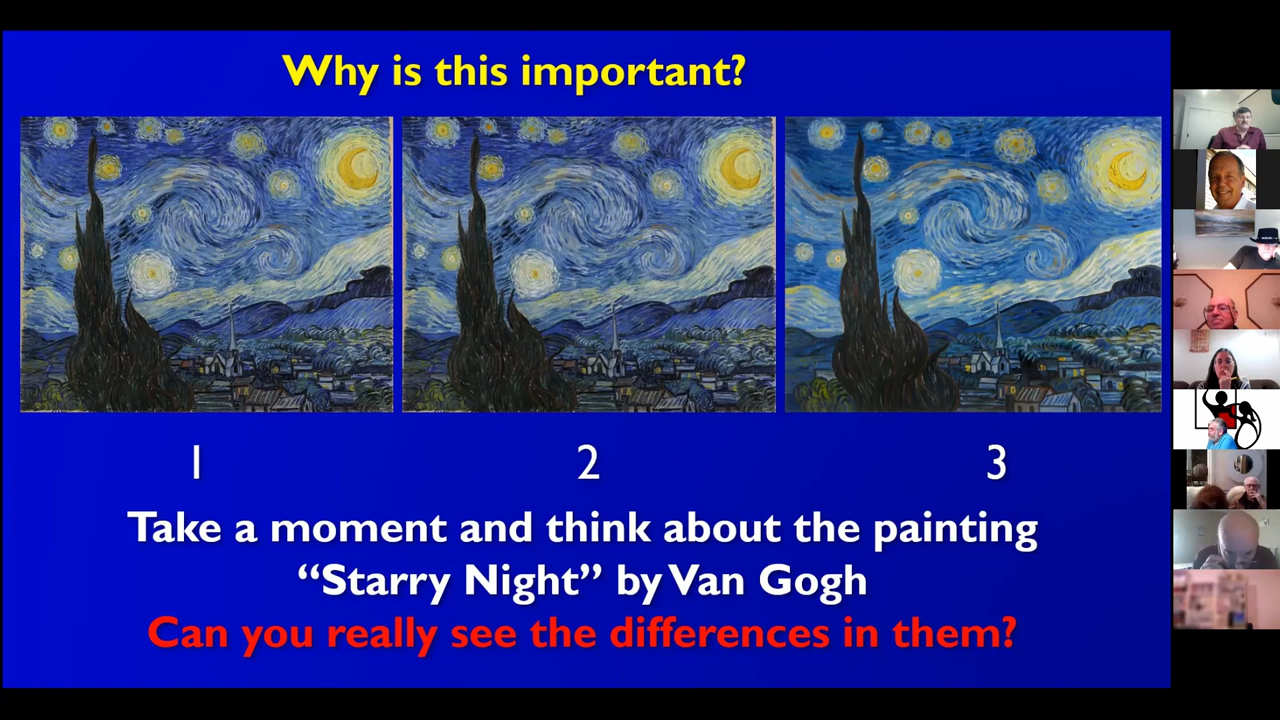 Why is this important?
1
2
3
Take a moment and think about the painting
“Starry Night” by Van Gogh
Can you really see the differences in them?